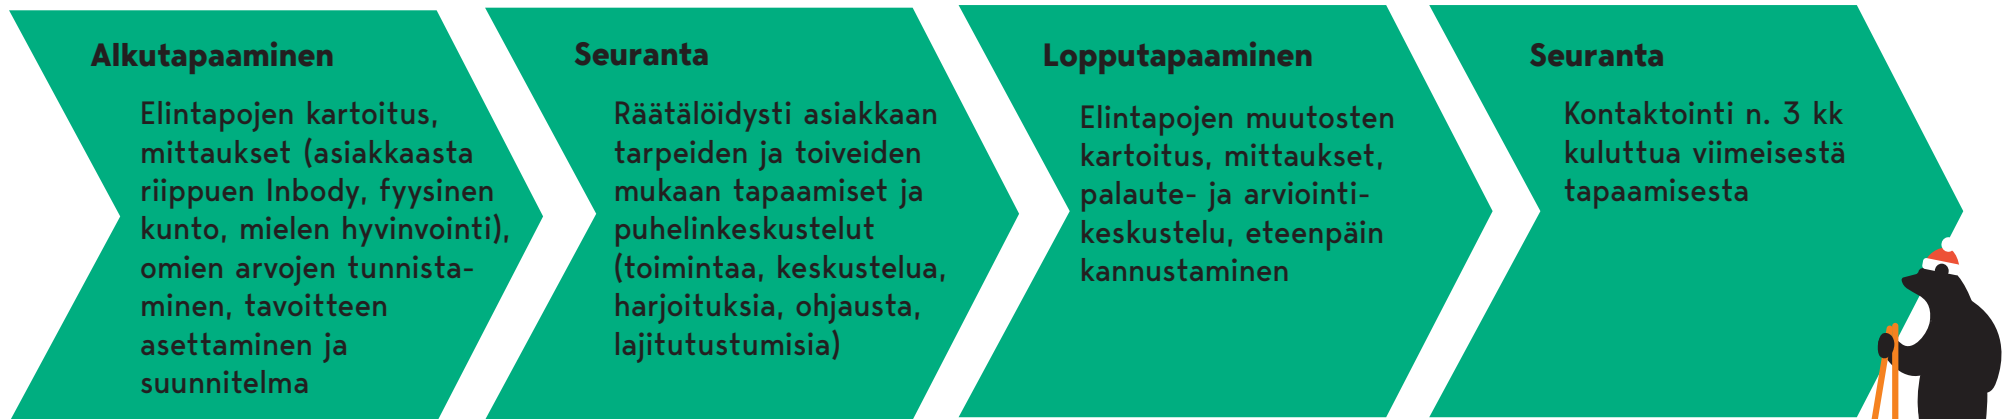 Alkutapaaminen
Elintapojen kartoitus,
mittaukset (asiakkaasta
riippuen Inbody, fyysinen
kunto, mielen hyvinvointi),
omien arvojen tunnista-
minen, tavoitteen
asettaminen ja
suunnitelma
Seuranta
Räätälöidysti asiakkaan
tarpeiden ja toiveiden
mukaan tapaamiset ja
puhelinkeskustelut
(toimintaa, keskustelua,
harjoituksia, ohjausta,
lajitutustumisia)
Lopputapaaminen
Elintapojen muutosten
kartoitus, mittaukset,
palaute- ja arviointi-
keskustelu, eteenpäin
kannustaminen
Seuranta
Kontaktointi n. 3 kk
kuluttua viimeisestä
tapaamisesta